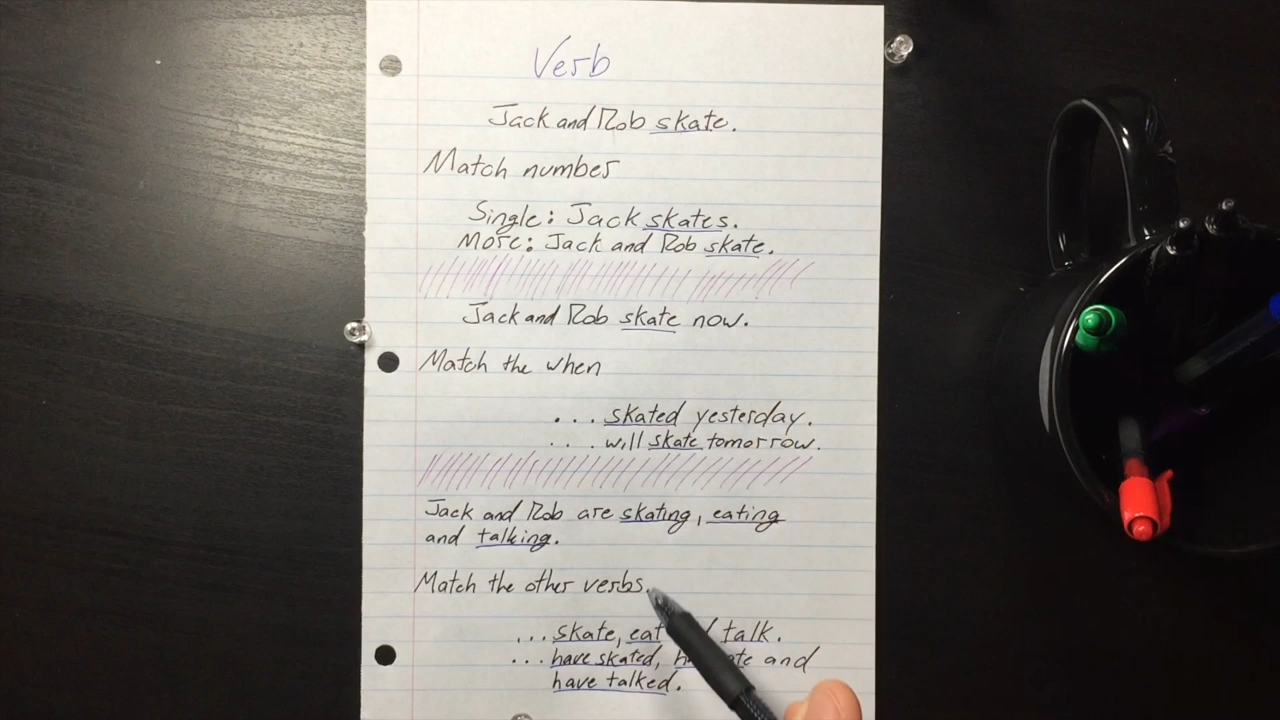 Verb
Jack and Rob skate.
Match number
Single: Jack skates.
More: Jack and Rob skate.
Jack and Rob skate now.
Match the when
... skated yesterday.
... will skate tomorrow.
Jack and Rob are skating, eating
and talking.
Match the other verbs.
... skate, eat talk.
... have skated, and
have talked.